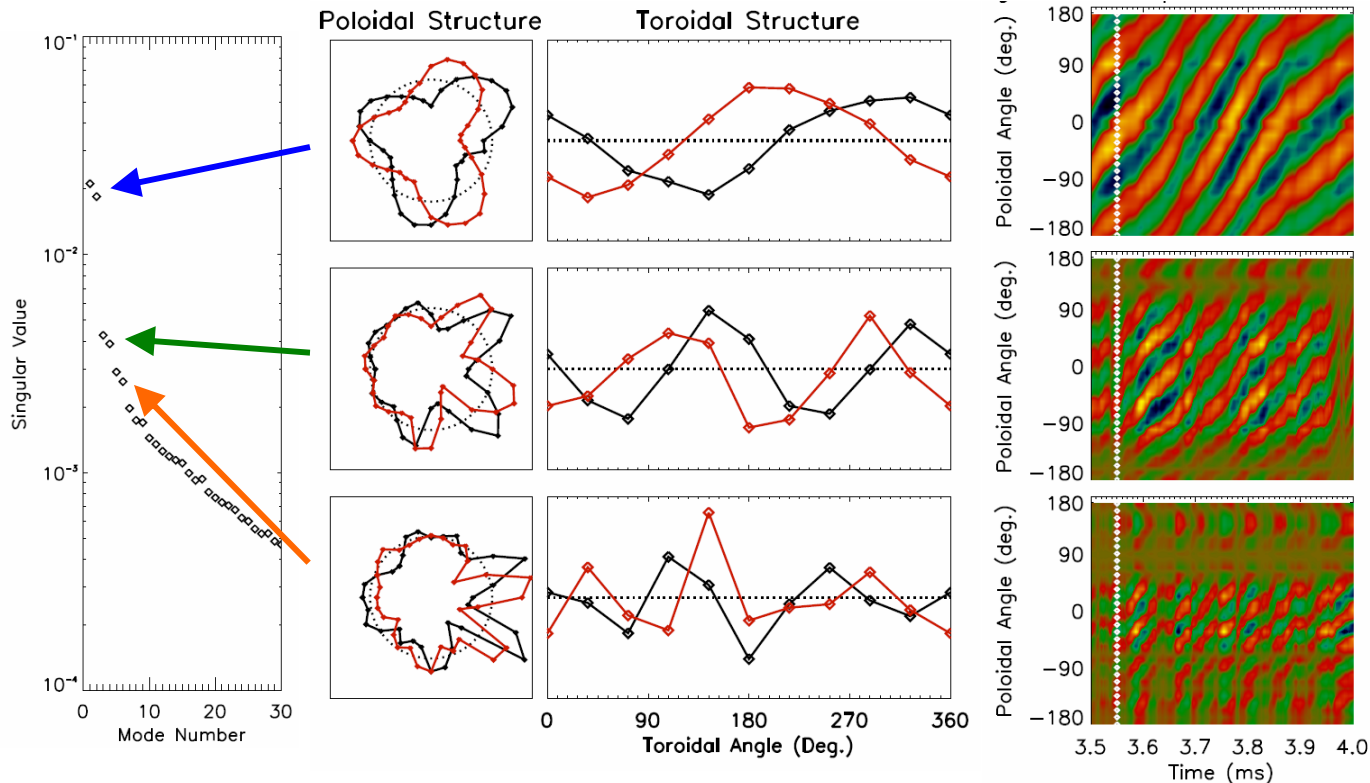 Poloidal Structure
Toroidal Structure
10⁻¹
10⁻²
10⁻³
10⁻⁴
Singular Value
0 10 20 30
Mode Number
0 90 180 270 360
Toroidal Angle (Deg.)
180
90
0
−90
−180
Poloidal Angle (deg.)
180
90
0
−90
−180
Poloidal Angle (deg.)
180
90
0
−90
−180
Poloidal Angle (deg.)
3.5 3.6 3.7 3.8 3.9 4.0
Time (ms)